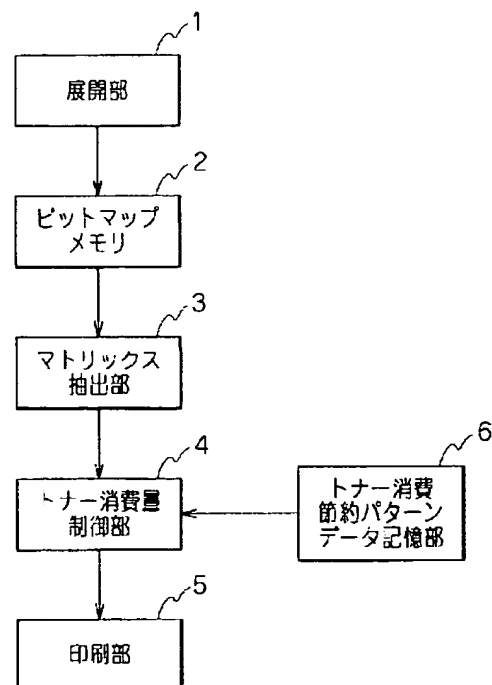 1
展開部
2
ビットマップ
メモリ
3
マトリックス
抽出部
4
トナー消費量
制御部
6
トナー消費
節約パターン
データ記憶部
5
印刷部